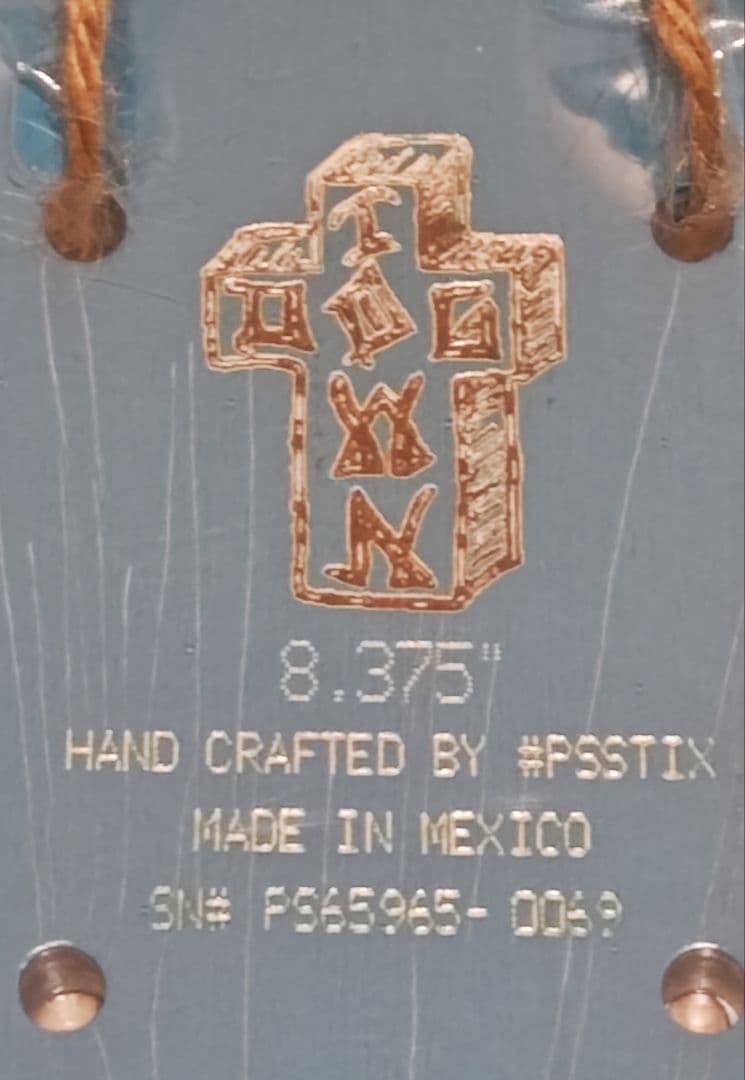 DOG
TOWN
8.375"
HAND CRAFTED BY #PSSTIX
MADE IN MEXICO
SN# PS65965- 0069